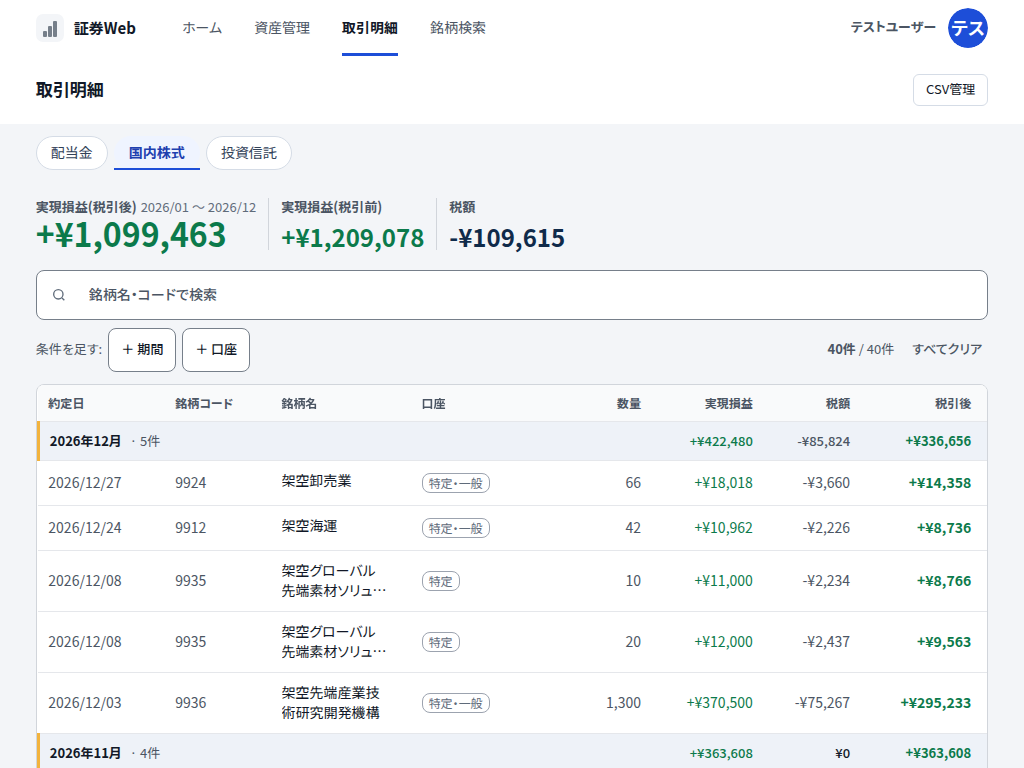 証券Web ホーム 資産管理 取引明細 銘柄検索 テストユーザー テス
取引明細 CSV管理
配当金 国内株式 投資信託
実現損益(税引後) 2026/01 〜 2026/12 実現損益(税引前) 税額
+¥1,099,463 +¥1,209,078 -¥109,615
銘柄名・コードで検索
条件を足す: ＋ 期間 ＋ 口座 40件 / 40件 すべてクリア
約定日 銘柄コード 銘柄名 口座 数量 実現損益 税額 税引後
2026年12月 · 5件 +¥422,480 -¥85,824 +¥336,656
2026/12/27 9924 架空卸売業 特定・一般 66 +¥18,018 -¥3,660 +¥14,358
2026/12/24 9912 架空海運 特定・一般 42 +¥10,962 -¥2,226 +¥8,736
2026/12/08 9935 架空グローバル 特定 10 +¥11,000 -¥2,234 +¥8,766
先端素材ソリュ…
2026/12/08 9935 架空グローバル 特定 20 +¥12,000 -¥2,437 +¥9,563
先端素材ソリュ…
2026/12/03 9936 架空先端産業技 特定・一般 1,300 +¥370,500 -¥75,267 +¥295,233
術研究開発機構
2026年11月 · 4件 +¥363,608 ¥0 +¥363,608